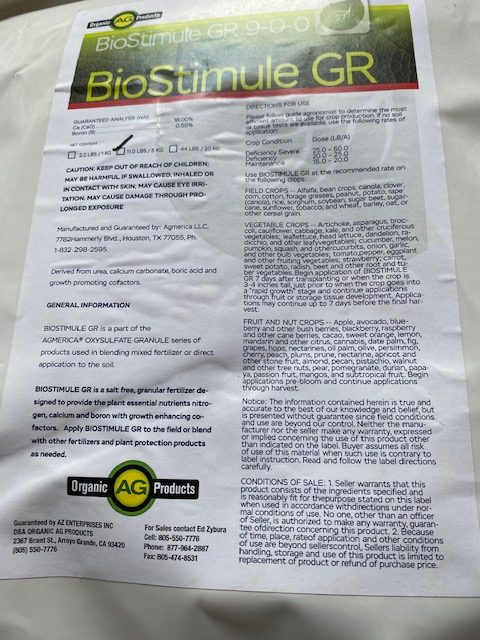 Organic AG Products
BioStimule GR 9-0-0
BioStimule GR
GUARANTEED ANALYSIS (w/v)
Ca (CaO) 18.00%
Boron (B) 0.50%
NET CONTENT
2.2 LBS / 1 KG 11.0 LBS / 5 KG 44 LBS / 20 KG
CAUTION: KEEP OUT OF REACH OF CHILDREN;
MAY BE HARMFUL IF SWALLOWED, INHALED OR
IN CONTACT WITH SKIN; MAY CAUSE EYE IRRI-
TATION. MAY CAUSE DAMAGE THROUGH PRO-
LONGED EXPOSURE
Manufactured and Guaranteed by: Agmerica LLC,
7782Hammerly Blvd., Houston, TX 77055, Ph.
1-832-298-2595.
Derived from urea, calcium carbonate, boric acid and
growth promoting cofactors.
GENERAL INFORMATION
BIOSTIMULE GR is a part of the
AGMERICA® OXYSULFATE GRANULE series of
products used in blending mixed fertilizer or direct
application to the soil.
BIOSTIMULE GR is a salt free, granular fertilizer de-
signed to provide the plant essential nutrients nitro-
gen, calcium and boron with growth enhancing co-
factors. Apply BIOSTIMULE GR to the field or blend
with other fertilizers and plant protection products
as needed.
Organic AG Products
Guaranteed by AZ ENTERPRISES INC
DBA ORGANIC AG PRODUCTS
2367 Brant St., Arroyo Grande, CA 93420
(805) 550-7776
For Sales contact Ed Zybura
Cell: 805-550-7776
Phone: 877-964-2887
Fax: 805-474-8531
DIRECTIONS FOR USE
Please follow guide agronomist to determine the most
efficient amount to use for crop production. If no soil
or tissue tests are available, use the following rates of
application:
Crop Condition Dose (LB/A)
Deficiency Severe 25.0 - 50.0
Deficiency 20.0 - 25.0
Maintenance 15.0 - 20.0
Use BIOSTIMULE GR at the recommended rate on
the following crops:
FIELD CROPS -- Alfalfa, bean crops, canola, clover,
corn, cotton, forage grasses, peanut, potato, rape
(canola), rice, sorghum, soybean, sugar beet, sugar-
cane, sunflower, tobacco, and wheat, barley, oat, or
other cereal grain.
VEGETABLE CROPS -- Artichoke, asparagus, broc-
coli, cauliflower, cabbage, kale, and other cruciferous
vegetables; leaflettuce, head lettuce, dandelion, ra-
dicchio, and other leafyvegetables; cucumber, melon,
pumpkin, squash, and othercucurbits, onion, garlic,
and other bulb vegetables; tomato,pepper, eggplant
and other fruiting vegetables; strawberry, carrot,
sweet potato, radish, beet and other root and tu-
ber vegetables. Begin application of BIOSTIMULE
GR 7 days after transplanting or when the crop is
3-4 inches tall, just prior to when the crop goes into
a "rapid growth" stage and continue applications
through fruit or storage tissue development. Applica-
tions may continue up to 7 days before the final har-
vest.
FRUIT AND NUT CROPS -- Apple, avocado, blue-
berry and other bush berries, blackberry, raspberry
and other cane berries, cacao, sweet orange, lemon,
mandarin and other citrus, cannabis, date palm, fig,
grapes, hops, nectarines, oil palm, olive, persimmon,
cherry, peach, plums, prune, nectarine, apricot and
other stone fruit, almond, pecan, pistachio, walnut
and other tree nuts, pear, pomegranate, durian, papa-
ya, passion fruit, mangos, and subtropical fruit. Begin
applications pre-bloom and continue applications
through harvest.
Notice: The information contained herein is true and
accurate to the best of our knowledge and belief, but
is presented without guarantee since field conditions
and use are beyond our control. Neither the manu-
facturer nor the seller make any warranty, expressed
or implied concerning the use of this product other
than indicated on the label. Buyer assumes all risk
of use of this material when such use is contrary to
label instruction. Read and follow the label directions
carefully.
CONDITIONS OF SALE: 1. Seller warrants that this
product consists of the ingredients specified and
is reasonably fit for thepurpose stated on this label
when used in accordance withdirections under nor-
mal conditions of use. No one, other than an officer
of Seller, is authorized to make any warranty, guaran-
tee ofdirection concerning this product. 2. Because
of time, place, rateof application and other conditions
of use are beyond sellerscontrol, Sellers liability from
handling, storage and use of this product is limited to
replacement of product or refund of purchase price.